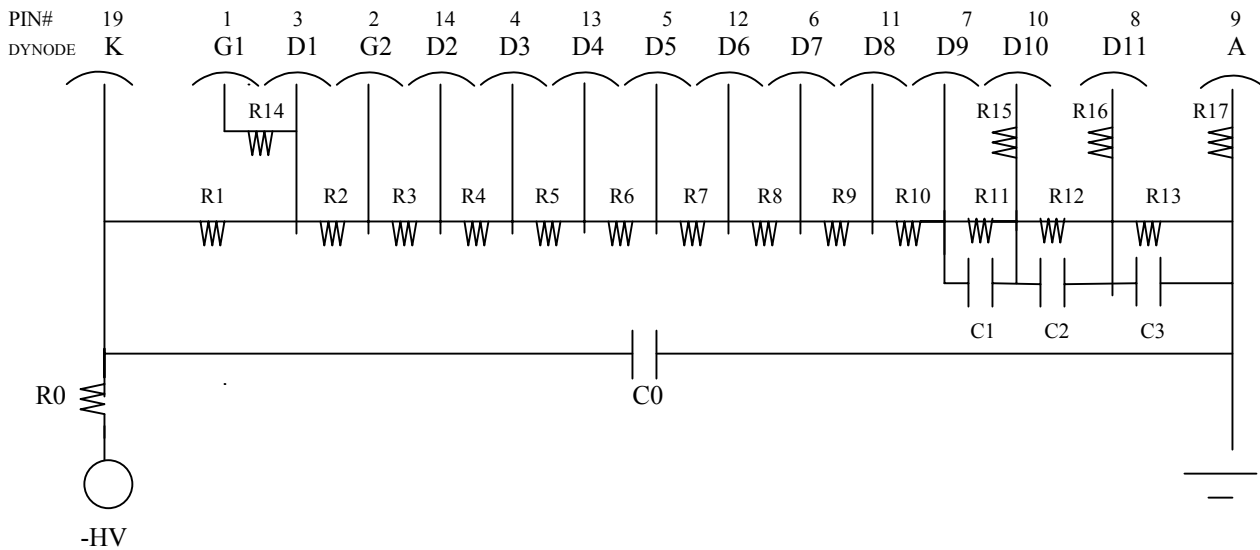 PIN# 19 1 3 2 14 4 13 5 12 6 11 7 10 8 9
DYNODE K G1 D1 G2 D2 D3 D4 D5 D6 D7 D8 D9 D10 D11 A
R14 R15 R16 R17
R1 R2 R3 R4 R5 R6 R7 R8 R9 R10 R11 R12 R13
C1 C2 C3
R0 C0
-HV